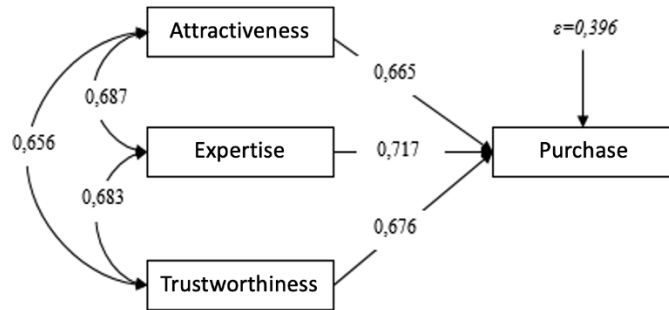 Attractiveness
ε=0,396
0,665
0,687
0,656
Expertise
0,717
Purchase
0,683
0,676
Trustworthiness